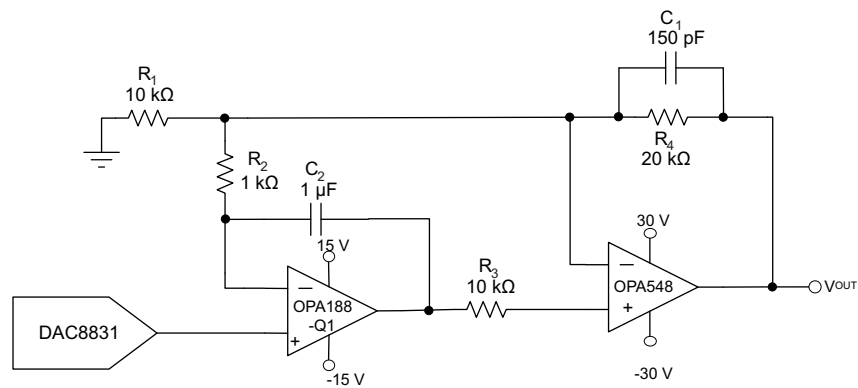 C1
150 pF
R1
10 kΩ
R4
20 kΩ
R2
1 kΩ
C2
1 µF
15 V
30 V
R3
10 kΩ
OPA188
-Q1
OPA548
VOUT
DAC8831
-15 V
-30 V
− 
+
−
+